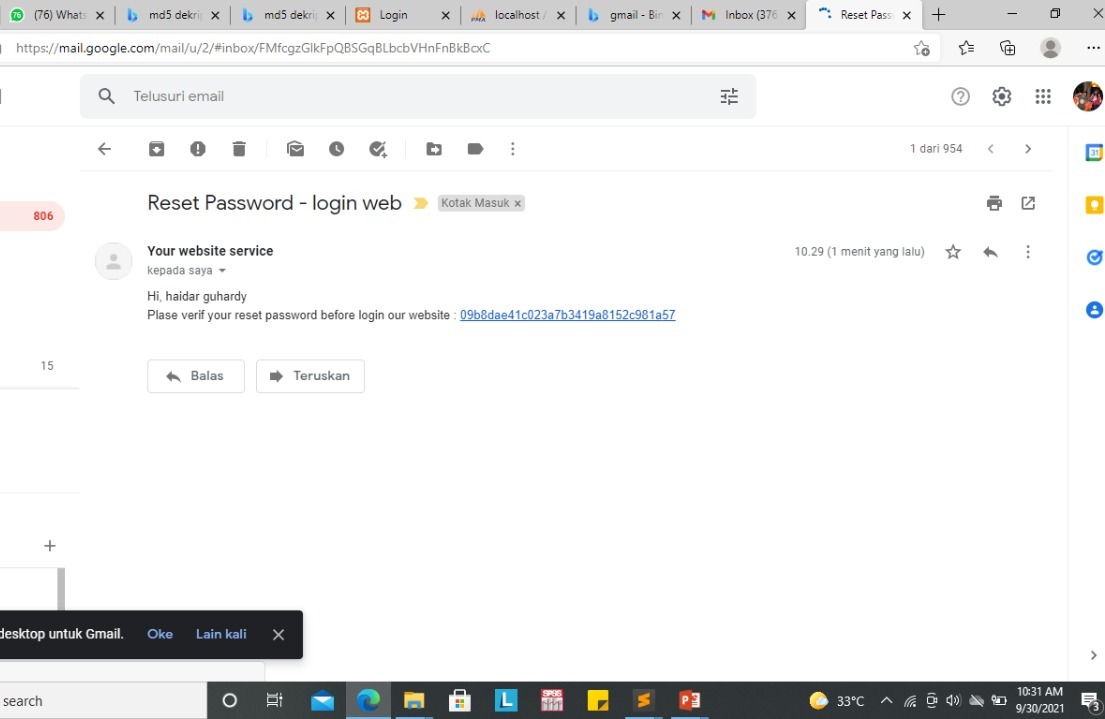 (76) Whats
md5 dekri
md5 dekri
Login
localhost /
gmail - Bin
Inbox (376
Reset Pass
https://mail.google.com/mail/u/2/#inbox/FMfcgzGlkFpQBSGqBLbcbVHnFnBkBcxC
Telusuri email
1 dari 954
Reset Password - login web
Kotak Masuk x
806
Your website service
10.29 (1 menit yang lalu)
kepada saya
Hi, haidar guhardy
Plase verif your reset password before login our website : 09b8dae41c023a7b3419a8152c981a57
15
Balas
Teruskan
desktop untuk Gmail.
Oke
Lain kali
search
33°C
10:31 AM
9/30/2021
3